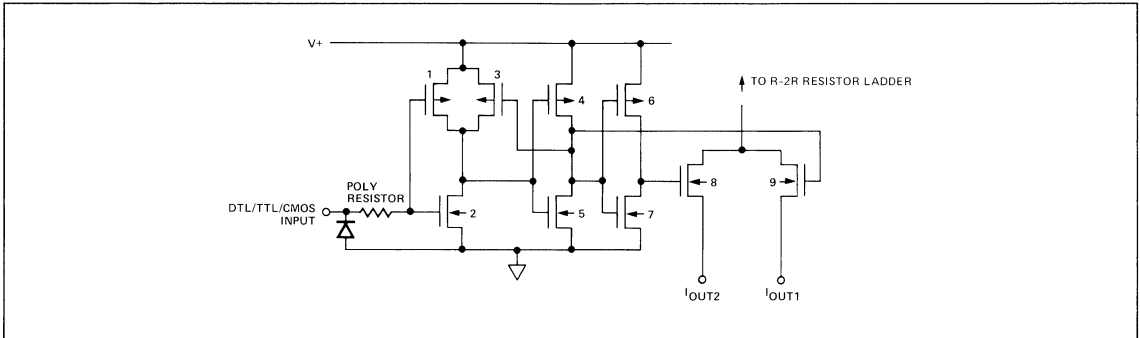 V+
1
3
4
6
TO R-2R RESISTOR LADDER
POLY
RESISTOR
DTL/TTL/CMOS
INPUT
2
5
7
8
9
IOUT2
IOUT1